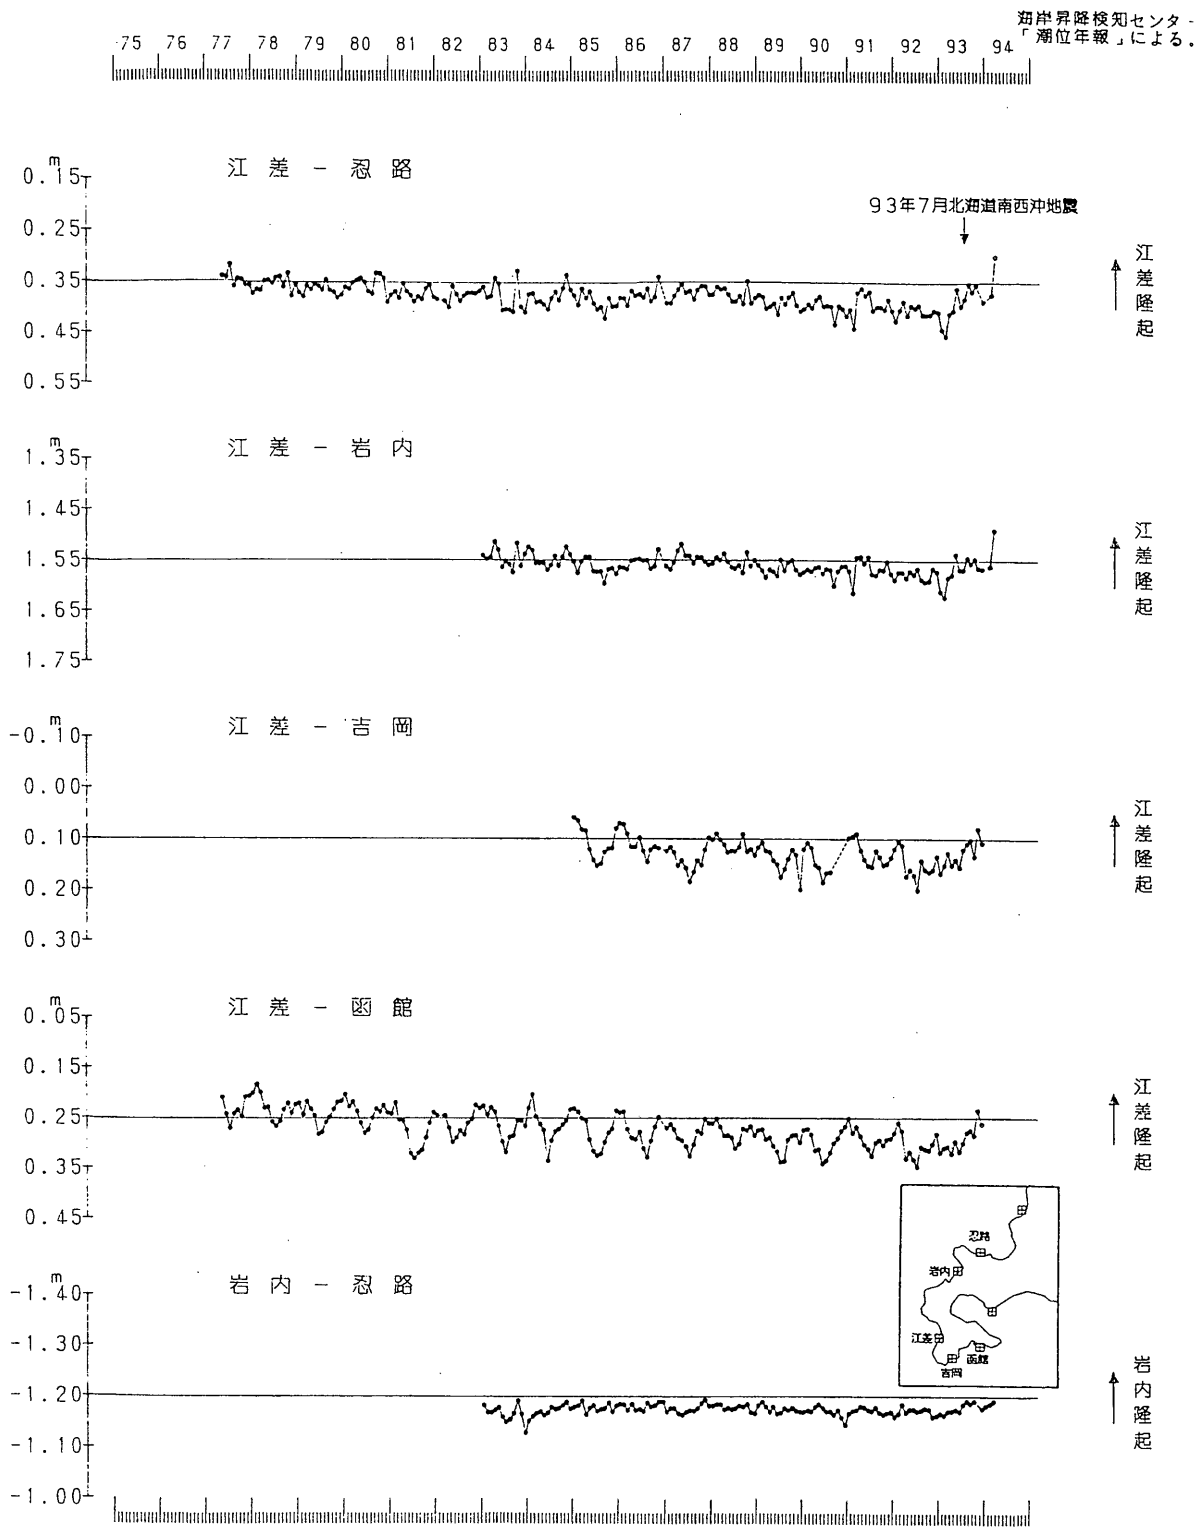 海岸昇降検知センター
「潮位年報」による.
75 76 77 78 79 80 81 82 83 84 85 86 87 88 89 90 91 92 93 94
江差－忍路
m
0.15
0.25
0.35
0.45
0.55
93年7月北海道南西沖地震
江差隆起
江差－岩内
m
1.35
1.45
1.55
1.65
1.75
江差隆起
江差－吉岡
m
-0.10
0.00
0.10
0.20
0.30
江差隆起
江差－函館
m
0.05
0.15
0.25
0.35
0.45
江差隆起
岩内－忍路
m
-1.40
-1.30
-1.20
-1.10
-1.00
岩内隆起
忍路
岩内
江差
函館
吉岡